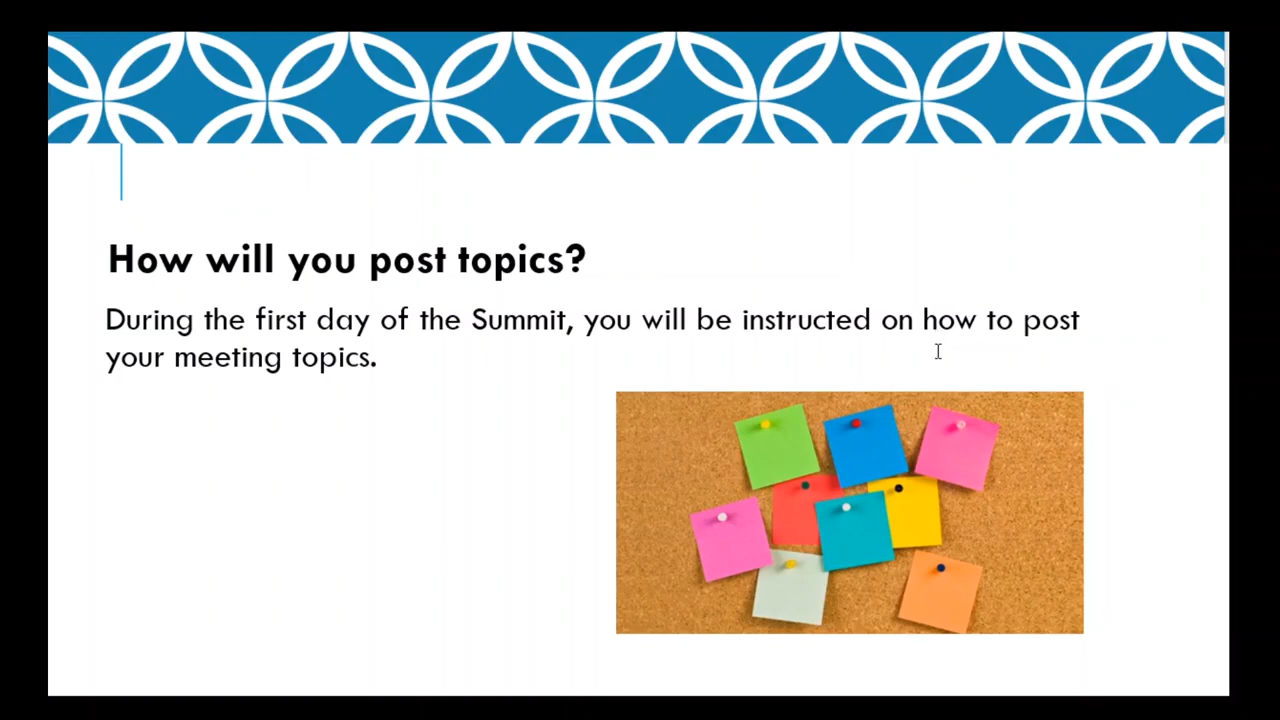 How will you post topics?
During the first day of the Summit, you will be instructed on how to post
your meeting topics.